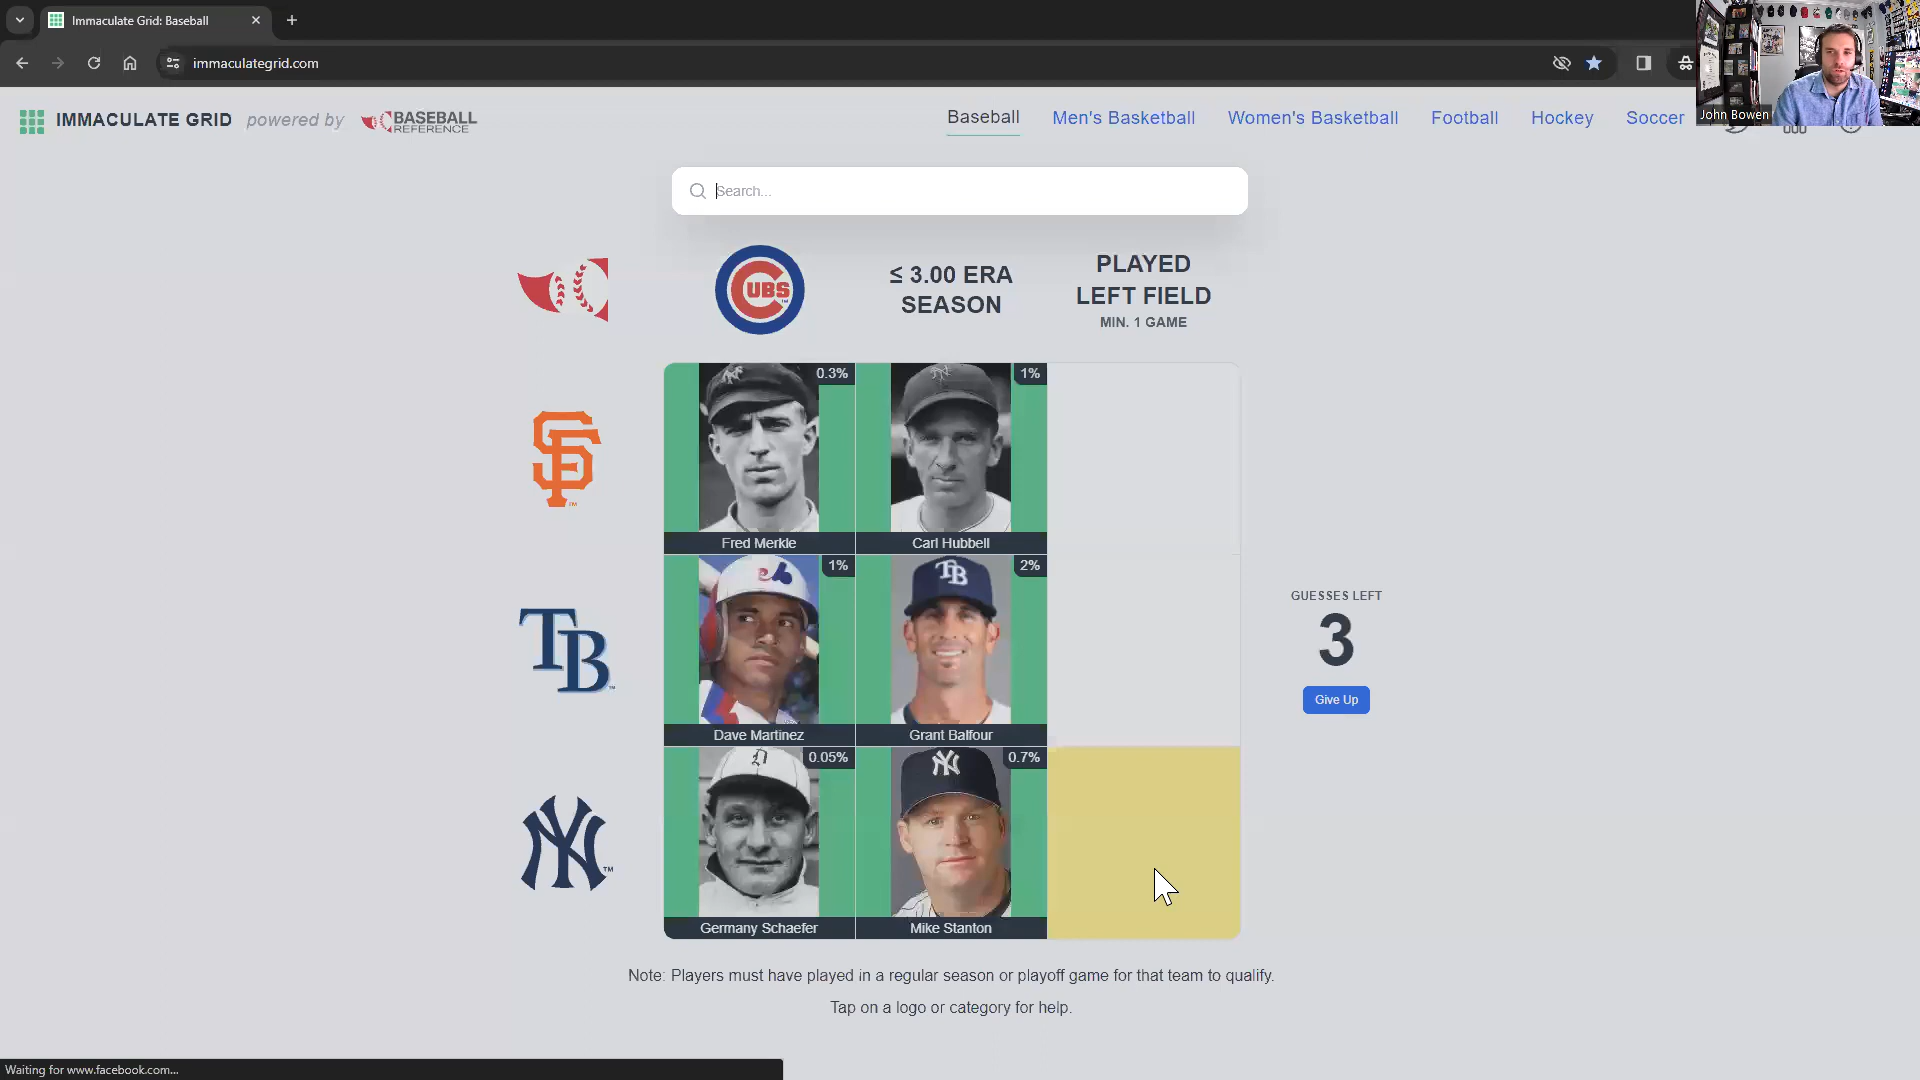 Immaculate Grid: Baseball
immaculategrid.com
John Bowen
IMMACULATE GRID powered by BASEBALL REFERENCE
Baseball Men's Basketball Women's Basketball Football Hockey Soccer
Search...
CUBS
≤ 3.00 ERA
SEASON
PLAYED
LEFT FIELD
MIN. 1 GAME
SF
0.3%
1%
Fred Merkle
Carl Hubbell
TB
1%
2%
Dave Martinez
Grant Balfour
GUESSES LEFT
3
Give Up
NY
0.05%
0.7%
Germany Schaefer
Mike Stanton
Note: Players must have played in a regular season or playoff game for that team to qualify.
Tap on a logo or category for help.
Waiting for www.facebook.com...